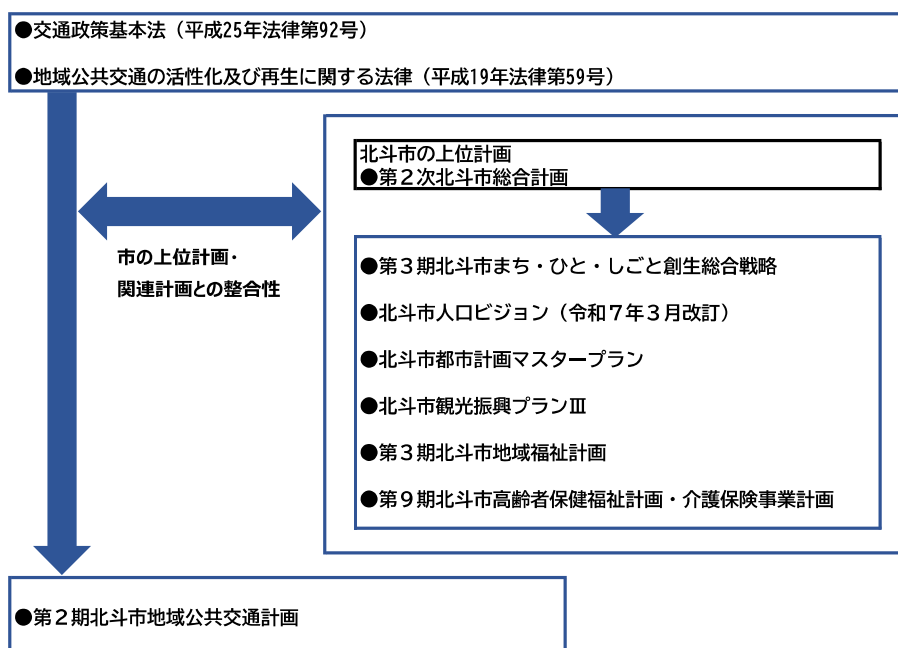 ●交通政策基本法（平成25年法律第92号）
●地域公共交通の活性化及び再生に関する法律（平成19年法律第59号）
北斗市の上位計画
●第２次北斗市総合計画
市の上位計画・
関連計画との整合性
●第３期北斗市まち・ひと・しごと創生総合戦略
●北斗市人口ビジョン（令和７年３月改訂）
●北斗市都市計画マスタープラン
●北斗市観光振興プランⅢ
●第３期北斗市地域福祉計画
●第９期北斗市高齢者保健福祉計画・介護保険事業計画
●第２期北斗市地域公共交通計画